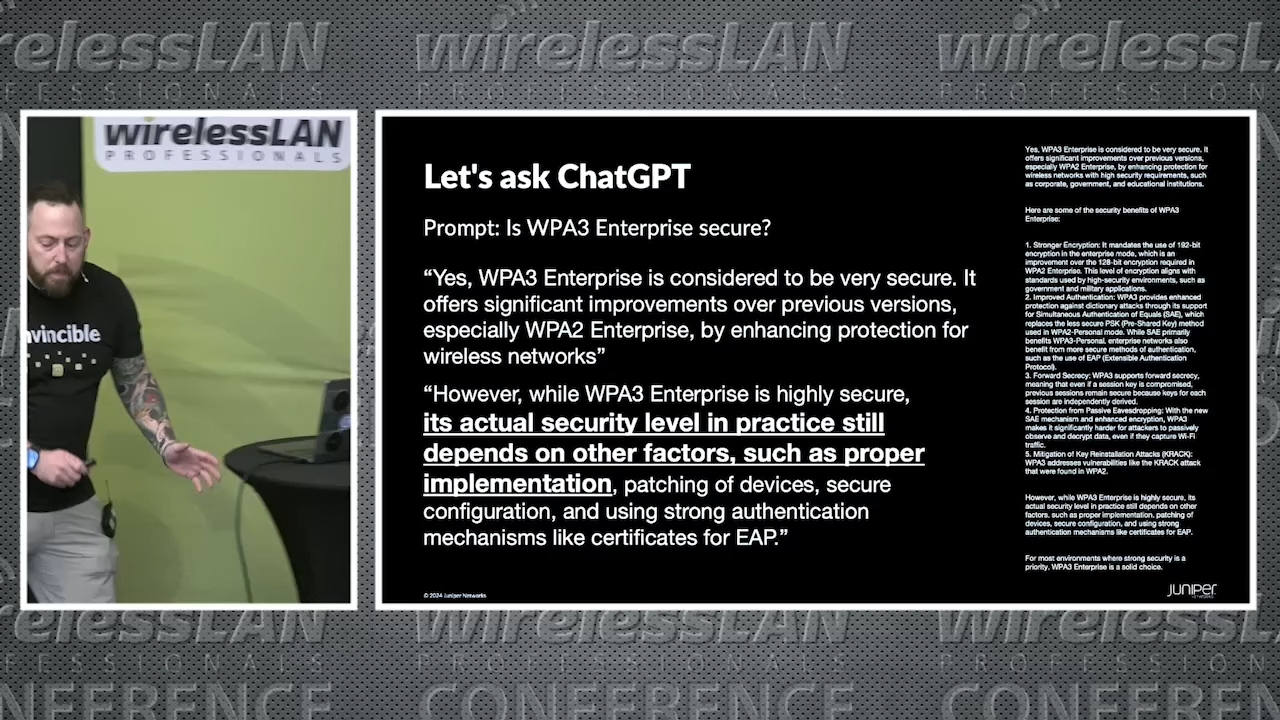 relessLAN
wirelessLAN
wirelessL
SIONALS
PROFESSIONALS
PROFESSION
wirelessLAN
PROFESSIONALS
nvincible
Let's ask ChatGPT
Prompt: Is WPA3 Enterprise secure?
“Yes, WPA3 Enterprise is considered to be very secure. It
offers significant improvements over previous versions,
especially WPA2 Enterprise, by enhancing protection for
wireless networks”
“However, while WPA3 Enterprise is highly secure,
its actual security level in practice still
depends on other factors, such as proper
implementation, patching of devices, secure
configuration, and using strong authentication
mechanisms like certificates for EAP.”
© 2024 Juniper Networks
Yes, WPA3 Enterprise is considered to be very secure. It
offers significant improvements over previous versions,
especially WPA2 Enterprise, by enhancing protection for
wireless networks with high security requirements, such
as corporate, government, and educational institutions.
Here are some of the security benefits of WPA3
Enterprise:
1. Stronger Encryption: It mandates the use of 192-bit
encryption in the enterprise mode, which is an
improvement over the 128-bit encryption required in
WPA2 Enterprise. This level of encryption aligns with
standards used by high-security environments, such as
government and military applications.
2. Improved Authentication: WPA3 provides enhanced
protection against dictionary attacks through its support
for Simultaneous Authentication of Equals (SAE), which
replaces the less secure PSK (Pre-Shared Key) method
used in WPA2-Personal mode. While SAE primarily
benefits WPA3-Personal, enterprise networks also
benefit from more secure methods of authentication,
such as the use of EAP (Extensible Authentication
Protocol).
3. Forward Secrecy: WPA3 supports forward secrecy,
meaning that even if a session key is compromised,
previous sessions remain secure because keys for each
session are independently derived.
4. Protection from Passive Eavesdropping: With the new
SAE mechanism and enhanced encryption, WPA3
makes it significantly harder for attackers to passively
observe and decrypt data, even if they capture Wi-Fi
traffic.
5. Mitigation of Key Reinstallation Attacks (KRACK):
WPA3 addresses vulnerabilities like the KRACK attack
that were found in WPA2.
However, while WPA3 Enterprise is highly secure, its
actual security level in practice still depends on other
factors, such as proper implementation, patching of
devices, secure configuration, and using strong
authentication mechanisms like certificates for EAP.
For most environments where strong security is a
priority, WPA3 Enterprise is a solid choice.
JUNIPER
NETWORKS
relessLAN
wirelessLAN
wirelessL
SIONALS
PROFESSIONALS
PROFESSION
NFERENCE
CONFERENCE
CONFEREN